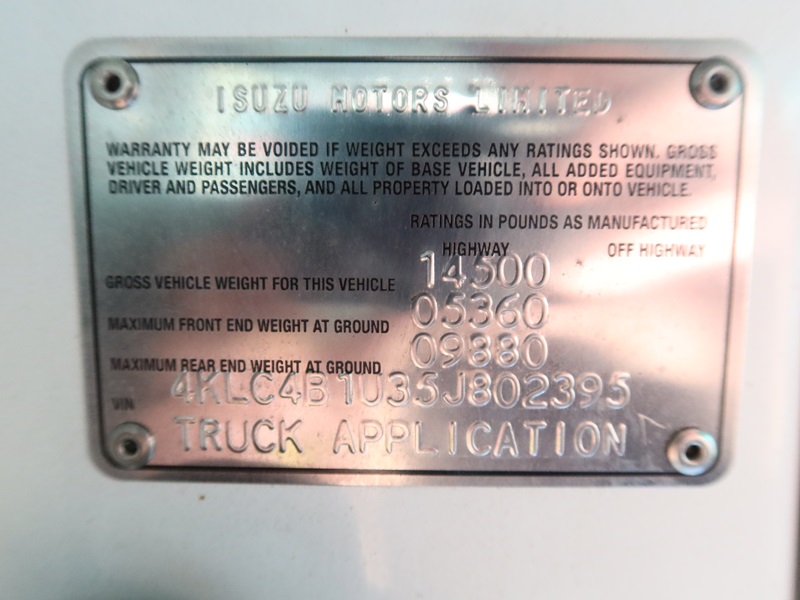 ISUZU MOTORS LIMITED
WARRANTY MAY BE VOIDED IF WEIGHT EXCEEDS ANY RATINGS SHOWN. GROSS
VEHICLE WEIGHT INCLUDES WEIGHT OF BASE VEHICLE, ALL ADDED EQUIPMENT,
DRIVER AND PASSENGERS, AND ALL PROPERTY LOADED INTO OR ONTO VEHICLE.
RATINGS IN POUNDS AS MANUFACTURED
HIGHWAY OFF HIGHWAY
GROSS VEHICLE WEIGHT FOR THIS VEHICLE 14500
MAXIMUM FRONT END WEIGHT AT GROUND 05360
MAXIMUM REAR END WEIGHT AT GROUND 09880
VIN 4KLC4B1U35J802395
TRUCK APPLICATION